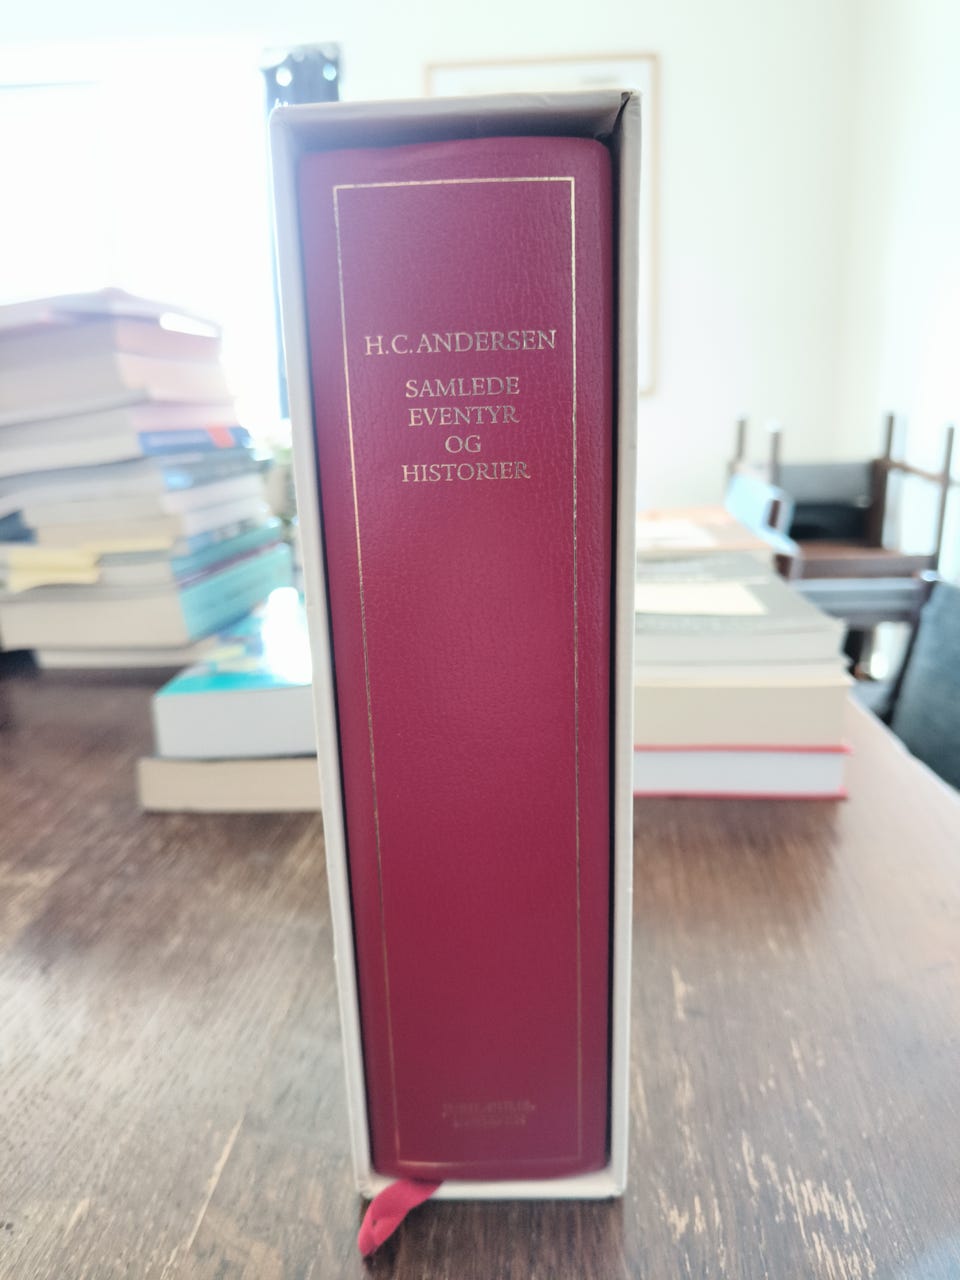 H.C. ANDERSEN
SAMLEDE
EVENTYR
OG
HISTORIER